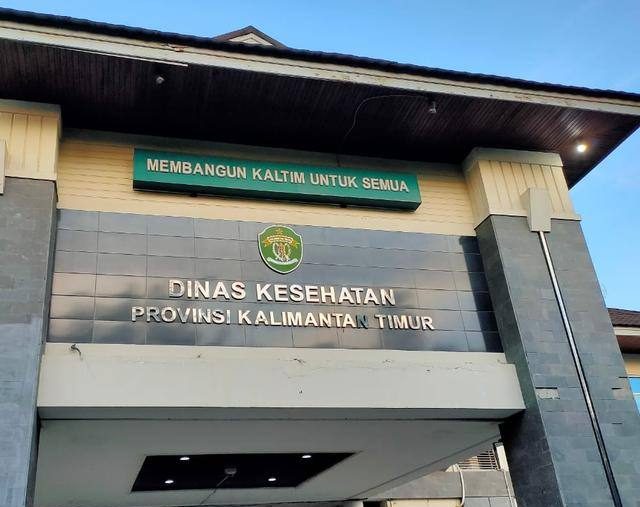 MEMBANGUN KALTIM UNTUK SEMUA
DINAS KESEHATAN
PROVINSI KALIMANTAN TIMUR